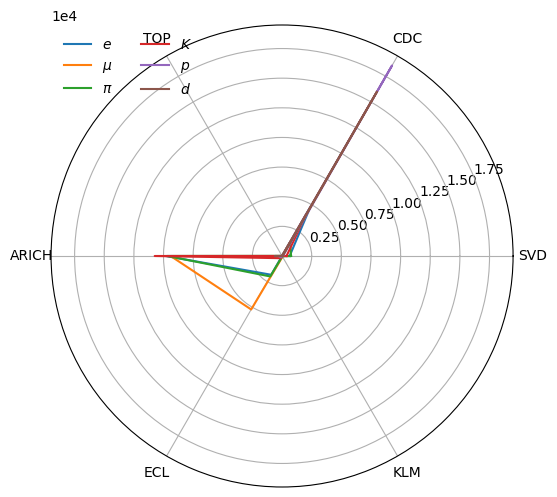 1e4
e
μ
π
K
p
d
TOP
CDC
1.75
1.50
1.25
1.00
0.75
0.50
0.25
ARICH
SVD
ECL
KLM